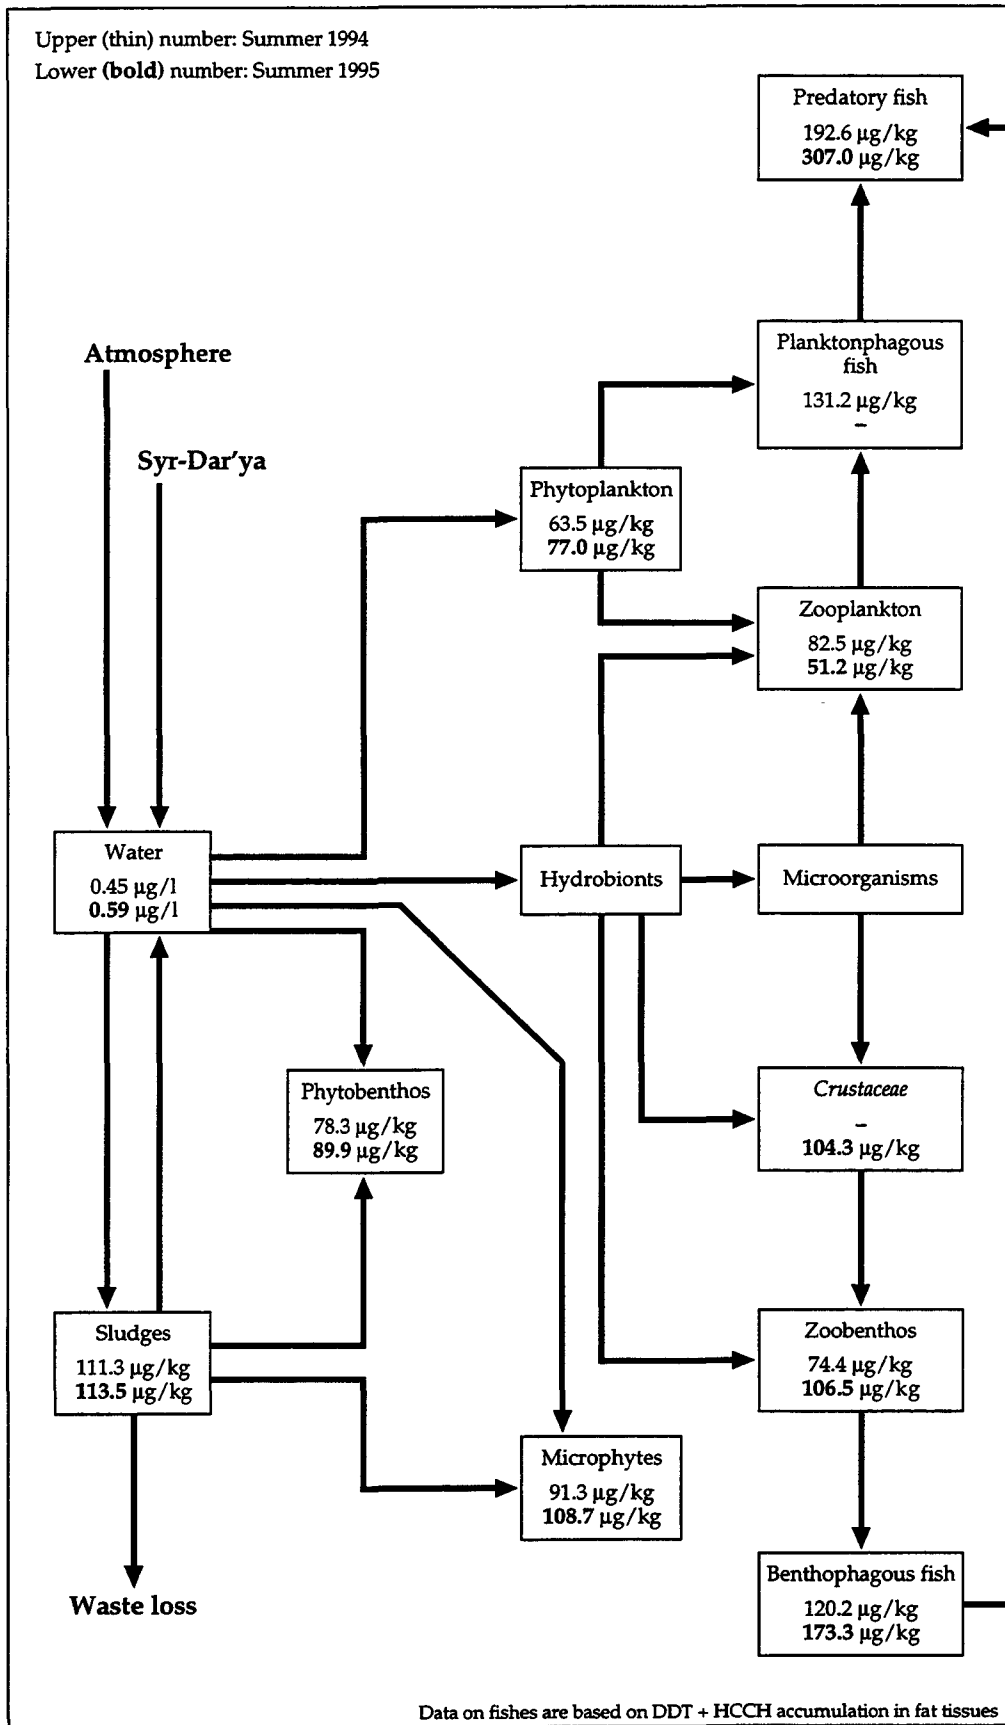 Upper (thin) number: Summer 1994
Lower (bold) number: Summer 1995
Predatory fish
192.6 µg/kg
307.0 µg/kg
Planktonphagous
fish
131.2 µg/kg
–
Atmosphere
Syr-Dar'ya
Phytoplankton
63.5 µg/kg
77.0 µg/kg
Zooplankton
82.5 µg/kg
51.2 µg/kg
Water
0.45 µg/l
0.59 µg/l
Hydrobionts
Microorganisms
Phytobenthos
78.3 µg/kg
89.9 µg/kg
Crustaceae
–
104.3 µg/kg
Sludges
111.3 µg/kg
113.5 µg/kg
Zoobenthos
74.4 µg/kg
106.5 µg/kg
Microphytes
91.3 µg/kg
108.7 µg/kg
Waste loss
Benthophagous fish
120.2 µg/kg
173.3 µg/kg
Data on fishes are based on DDT + HCCH accumulation in fat tissues